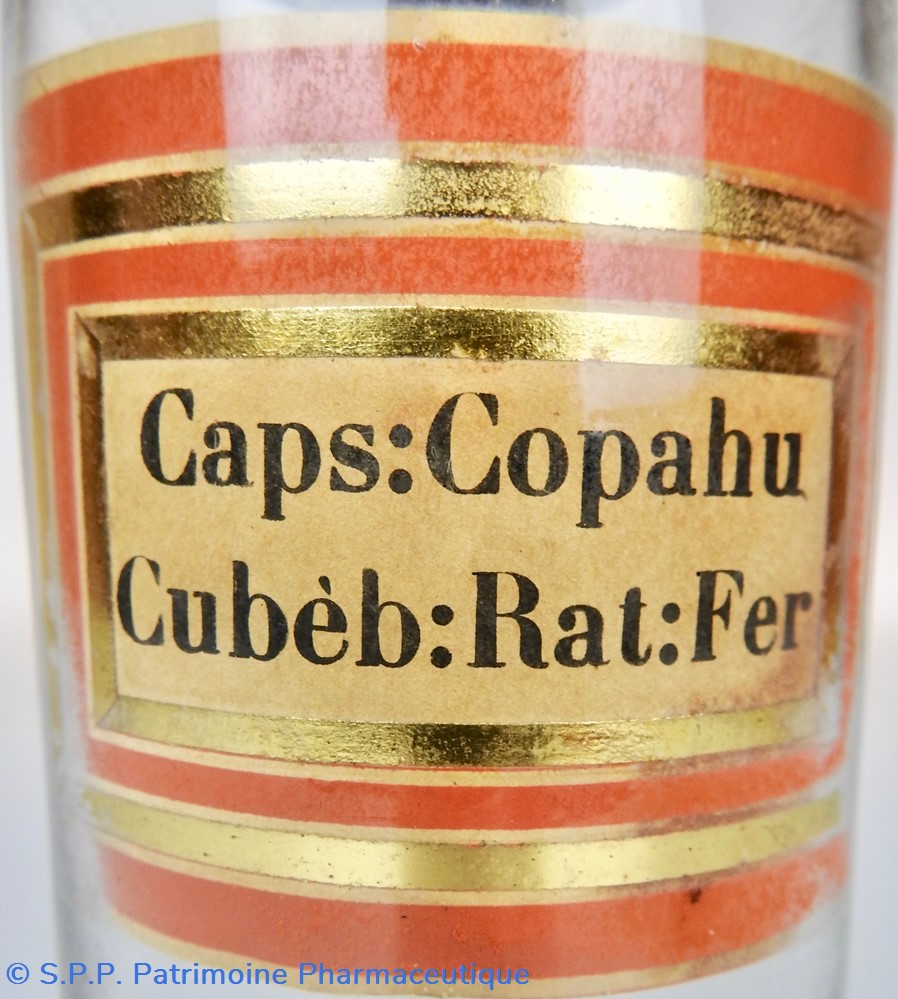 Caps:Copahu
Cubèb:Rat:Fer
© S.P.P. Patrimoine Pharmaceutique